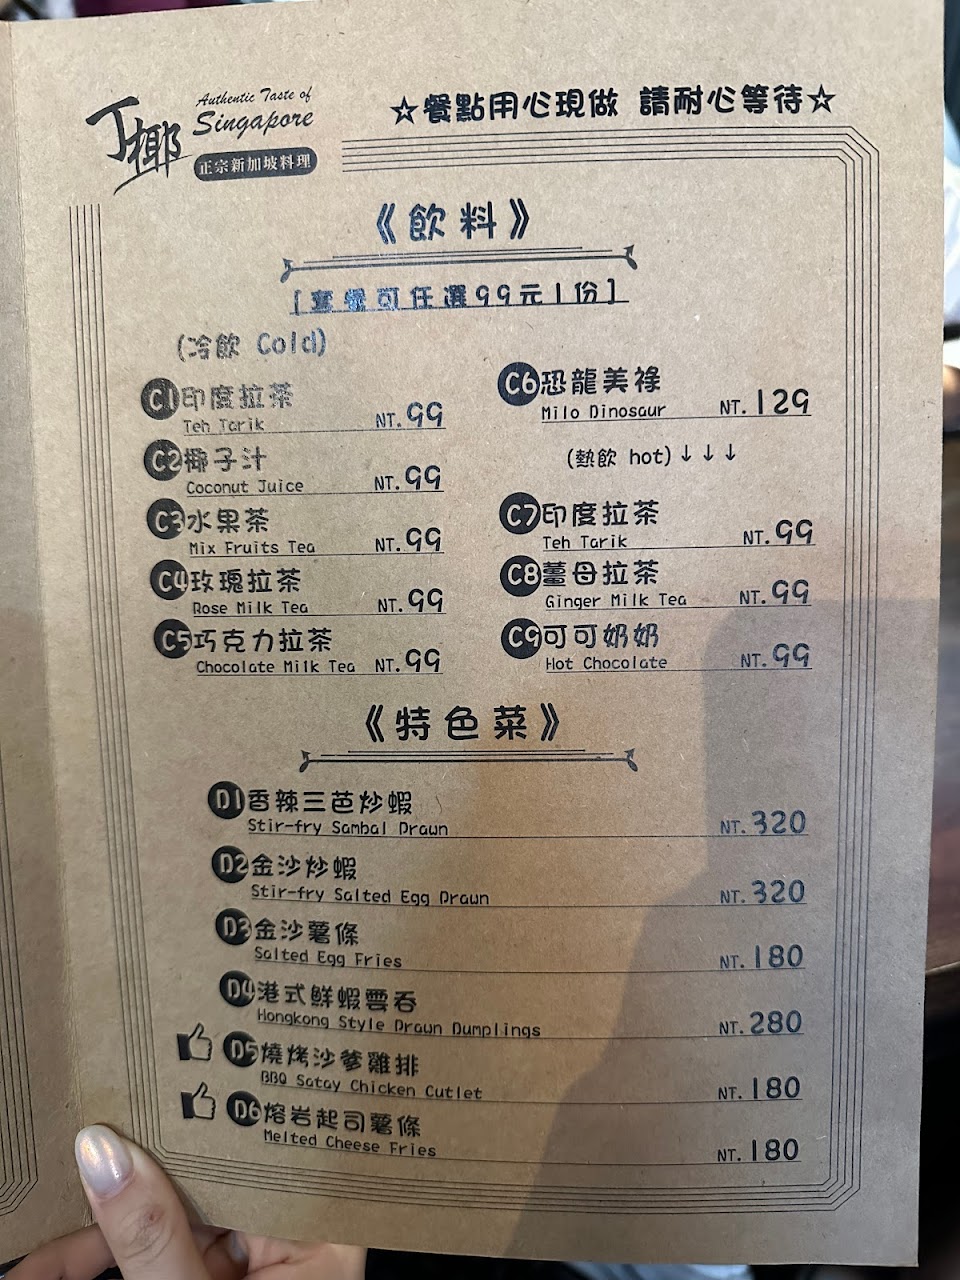 丁椰
Authentic Taste of
Singapore
正宗新加坡料理
☆餐點用心現做 請耐心等待☆
《飲料》
[套餐可任選99元1份]
(冷飲 Cold)
C1印度拉茶
Teh Tarik NT.99
C2椰子汁
Coconut Juice NT.99
C3水果茶
Mix Fruits Tea NT.99
C4玫瑰拉茶
Rose Milk Tea NT.99
C5巧克力拉茶
Chocolate Milk Tea NT.99
C6恐龍美祿
Milo Dinosaur NT.129
(熱飲 hot)↓↓↓
C7印度拉茶
Teh Tarik NT.99
C8薑母拉茶
Ginger Milk Tea NT.99
C9可可奶奶
Hot Chocolate NT.99
《特色菜》
D1香辣三芭炒蝦
Stir-fry Sambal Drawn NT.320
D2金沙炒蝦
Stir-fry Salted Egg Drawn NT.320
D3金沙薯條
Salted Egg Fries NT.180
D4港式鮮蝦雲吞
Hongkong Style Drawn Dumplings NT.280
D5燒烤沙爹雞排
BBQ Satay Chicken Cutlet NT.180
D6熔岩起司薯條
Melted Cheese Fries NT.180